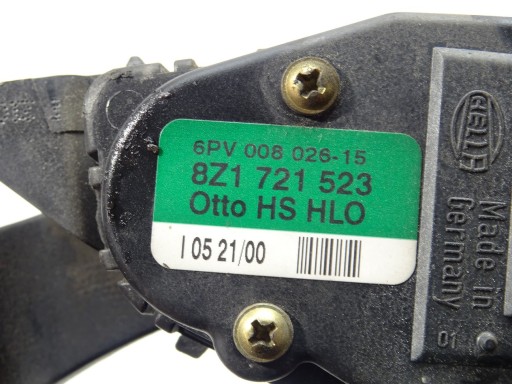 6PV 008 026-15
8Z1 721 523
Otto HS HLO
I 05 21/00
HELLA
Made in
Germany
01